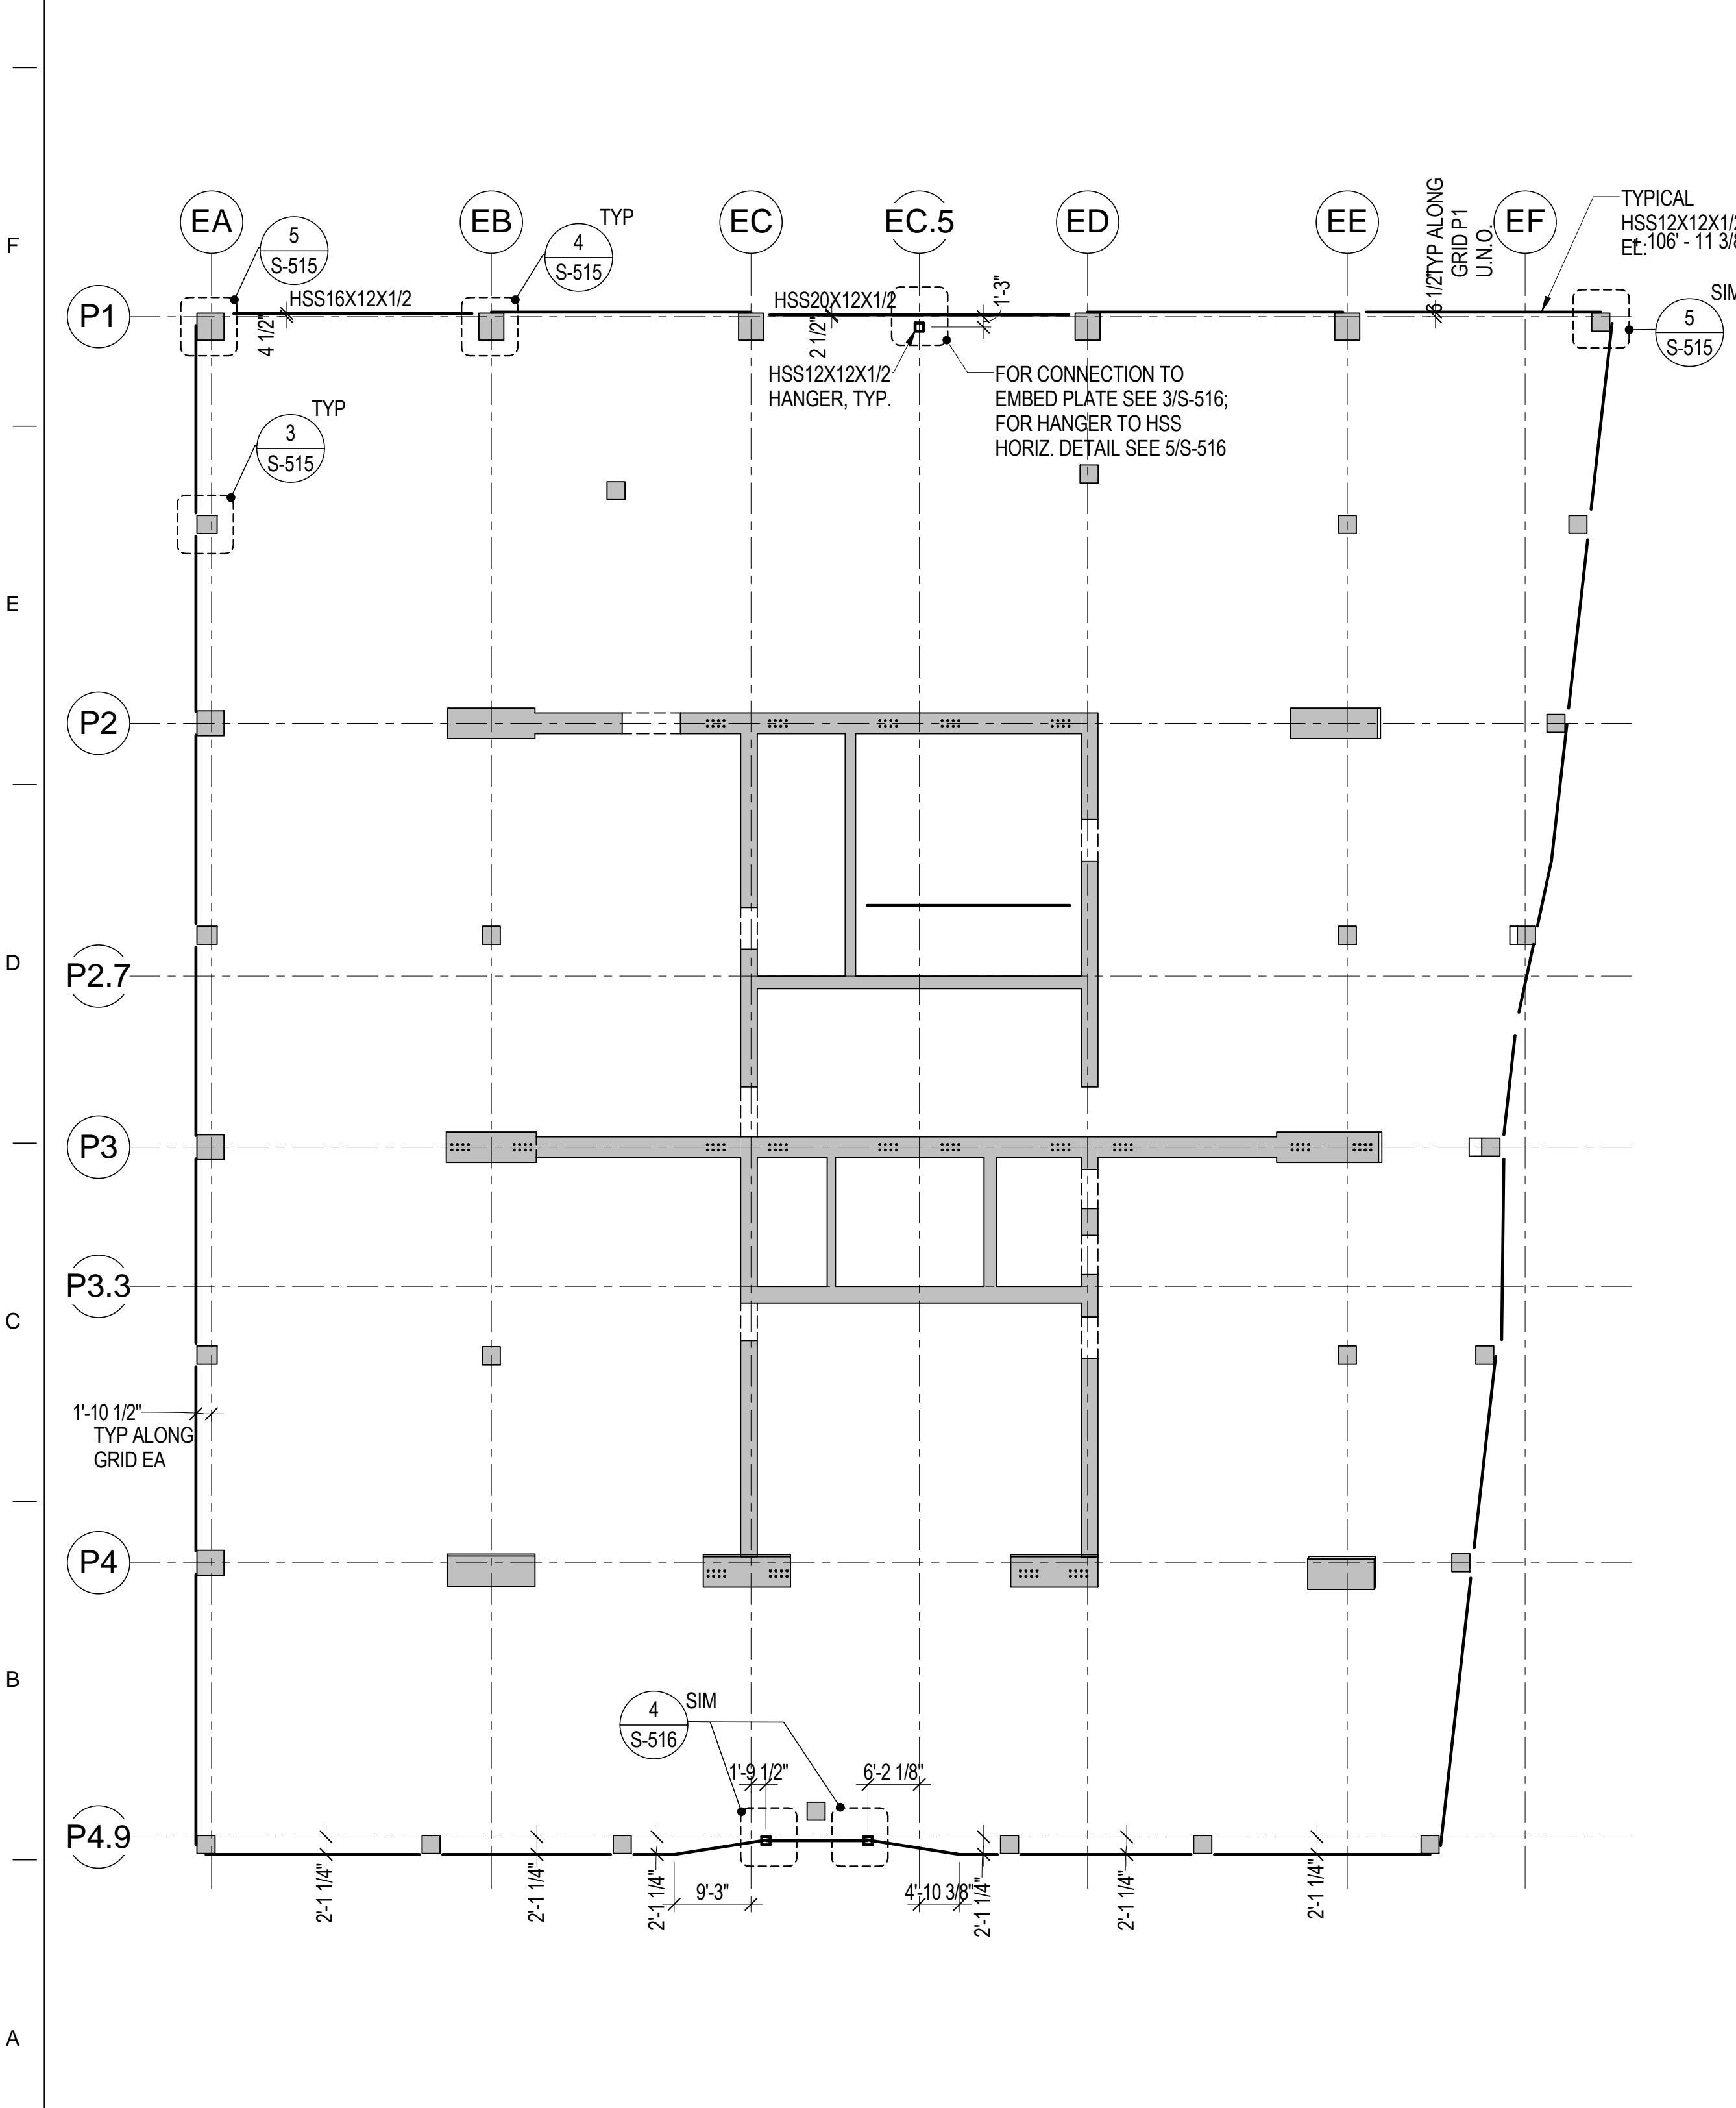 F
E
D
C
B
A
EA
EB
EC
EC.5
ED
EE
EF
P1
P2
P2.7
P3
P3.3
P4
P4.9
5
S-515
TYP
4
S-515
HSS16X12X1/2
4 1/2"
HSS20X12X1/2
2 1/2"
1'-3"
HSS12X12X1/2
HANGER, TYP.
FOR CONNECTION TO
EMBED PLATE SEE 3/S-516;
FOR HANGER TO HSS
HORIZ. DETAIL SEE 5/S-516
TYP ALONG
GRID P1
U.N.O.
TYPICAL
HSS12X12X1/2
EL:
106' - 11 3/8
SIM
5
S-515
TYP
3
S-515
1'-10 1/2"
TYP ALONG
GRID EA
4
S-516
SIM
1'-9 1/2"
6'-2 1/8"
9'-3"
4'-10 3/8"
2'-1 1/4"
2'-1 1/4"
2'-1 1/4"
2'-1 1/4"
2'-1 1/4"
2'-1 1/4"